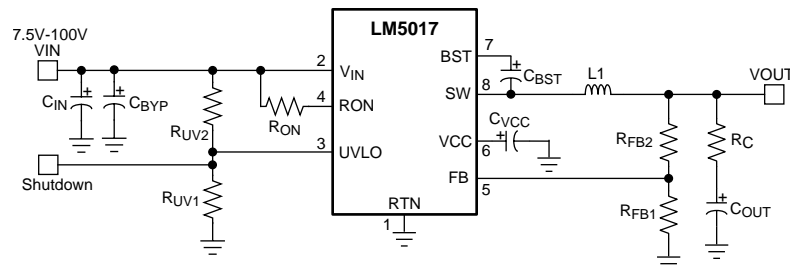 7.5V-100V
VIN
LM5017
BST
7
2
VIN
CBST
L1
VOUT
SW
8
CIN
CBYP
4
RON
RON
RUV2
CVCC
3
UVLO
VCC
6
RFB2
RC
Shutdown
FB
5
RUV1
RTN
1
RFB1
COUT
+
+
+
+
+